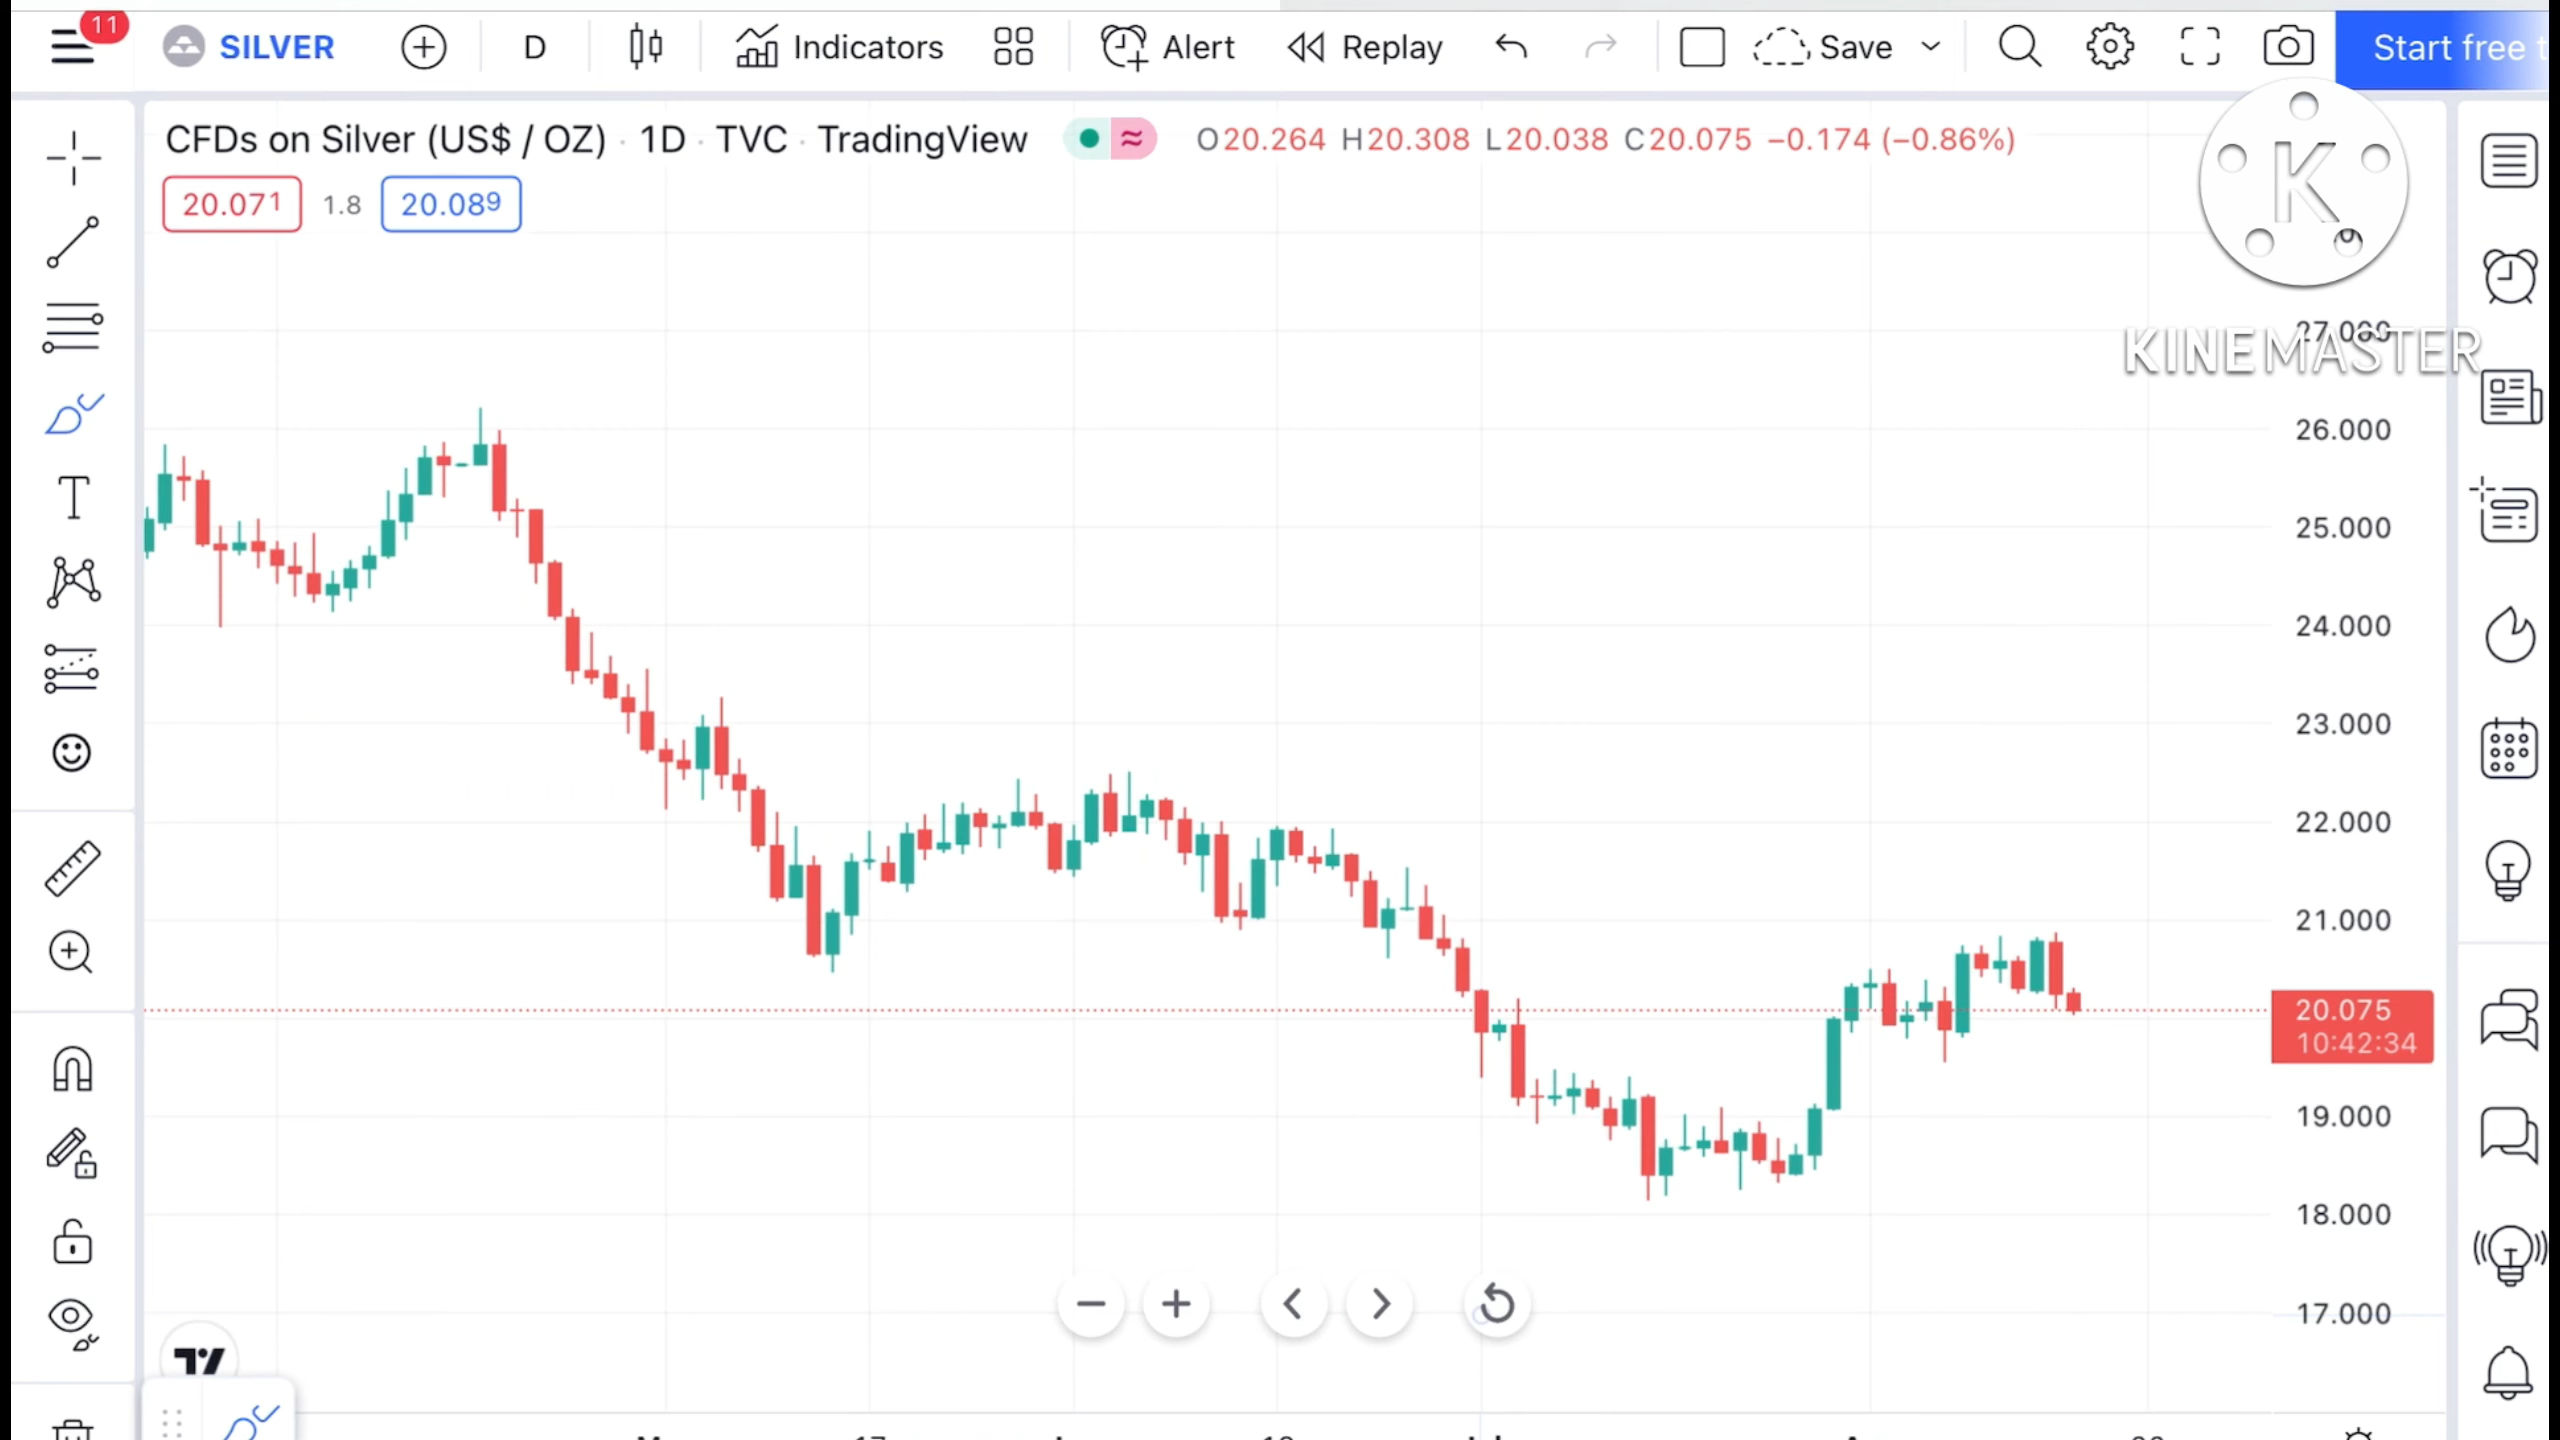 11
SILVER
D
Indicators
Alert
Replay
Save
Start free
CFDs on Silver (US$ / OZ) · 1D · TVC · TradingView
O20.264 H20.308 L20.038 C20.075 −0.174 (−0.86%)
20.071 1.8 20.089
K
KINEMASTER
27.000
26.000
25.000
24.000
23.000
22.000
21.000
20.075
10:42:34
19.000
18.000
17.000